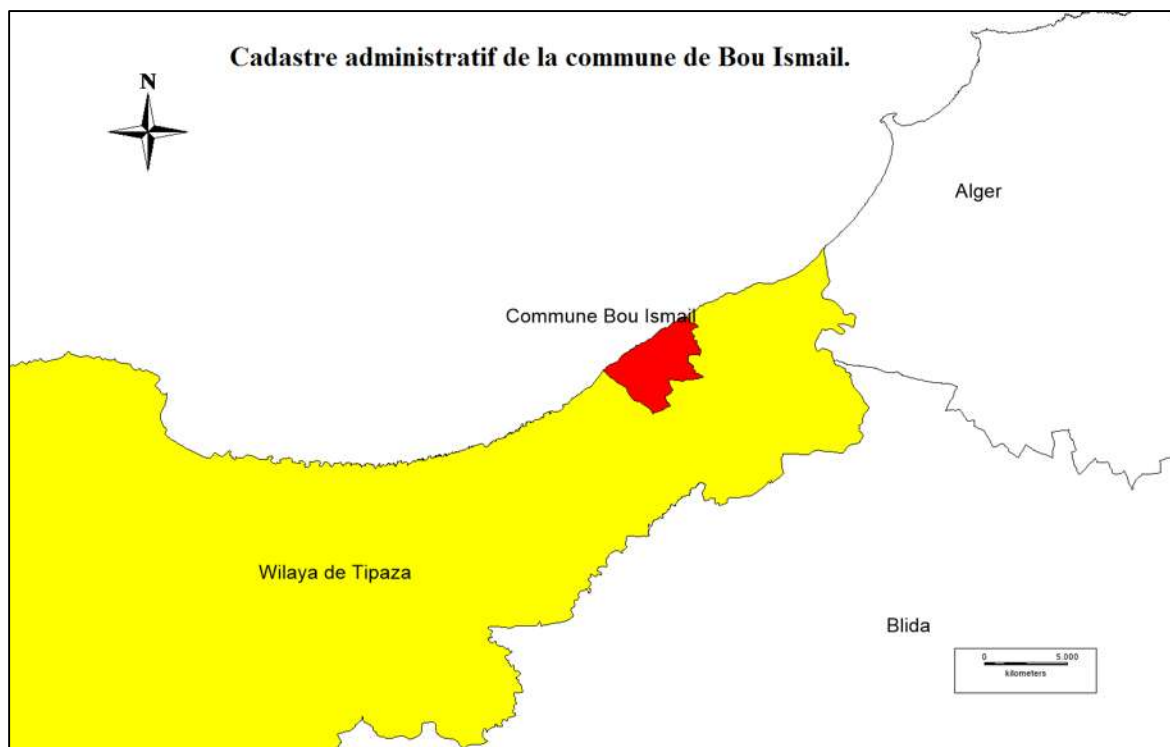 Cadastre administratif de la commune de Bou Ismail.
N
Alger
Commune Bou Ismail
Wilaya de Tipaza
Blida
0 5.000
kilometers